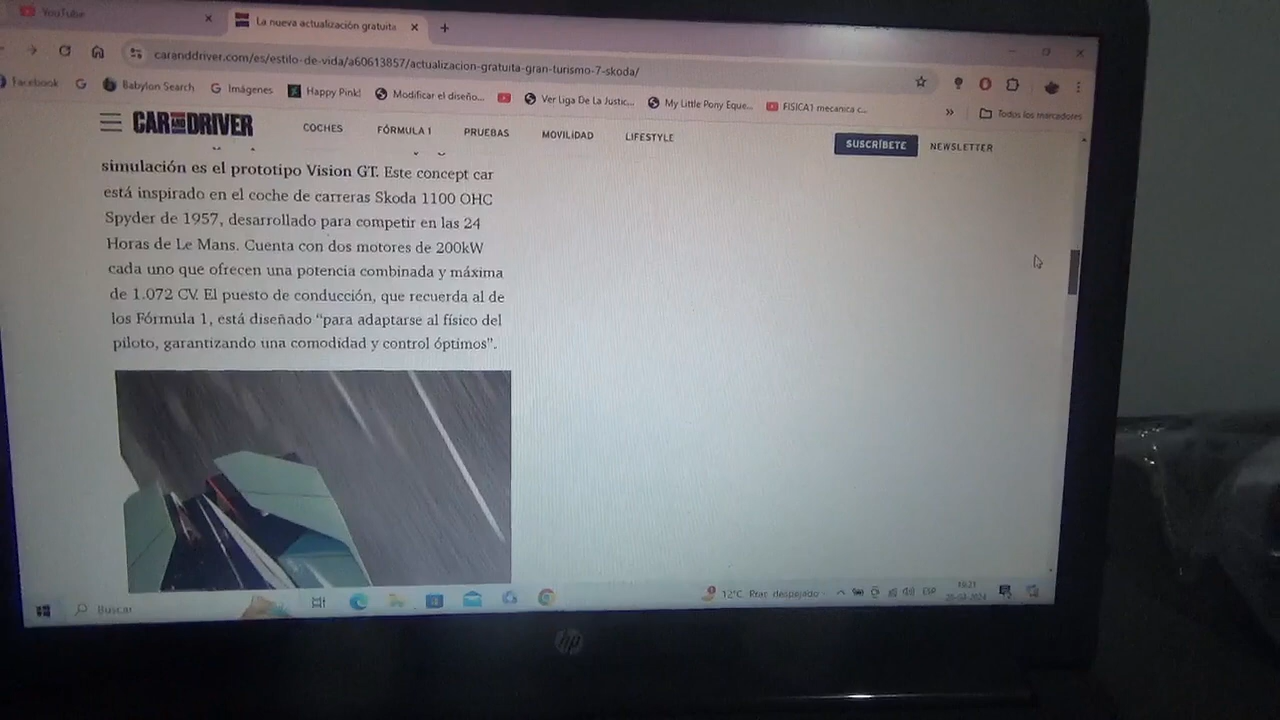 YouTube
La nueva actualización gratuita
caranddriver.com/es/estilo-de-vida/a60613857/actualizacion-gratuita-gran-turismo-7-skoda/
Facebook Babylon Search Imágenes Happy Pink! Modificar el diseño... Ver Liga De La Justic... My Little Pony Eque... FISICA1 mecanica c... » Todos los marcadores
CAR AND DRIVER COCHES FÓRMULA 1 PRUEBAS MOVILIDAD LIFESTYLE SUSCRÍBETE NEWSLETTER
simulación es el prototipo Vision GT. Este concept car
está inspirado en el coche de carreras Skoda 1100 OHC
Spyder de 1957, desarrollado para competir en las 24
Horas de Le Mans. Cuenta con dos motores de 200kW
cada uno que ofrecen una potencia combinada y máxima
de 1.072 CV. El puesto de conducción, que recuerda al de
los Fórmula 1, está diseñado “para adaptarse al físico del
piloto, garantizando una comodidad y control óptimos”.
Buscar 12°C Prac. despejado ESP
hp